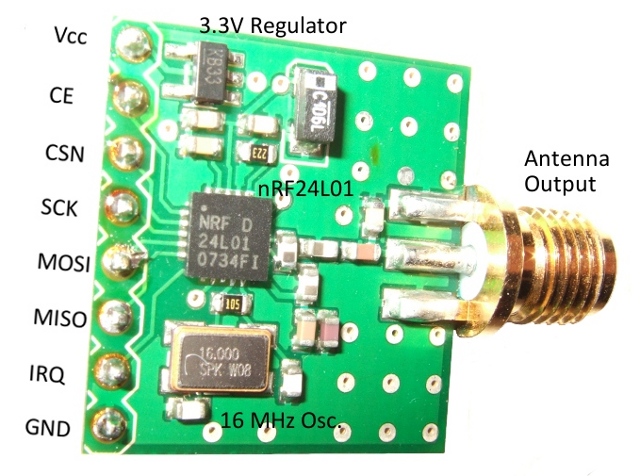 3.3V Regulator
Vcc
KB33
CE
C106L
CSN
223
Antenna
Output
nRF24L01
SCK
NRF D
24L01
0734FI
MOSI
105
MISO
16.000
SPK W08
IRQ
16 MHz Osc.
GND